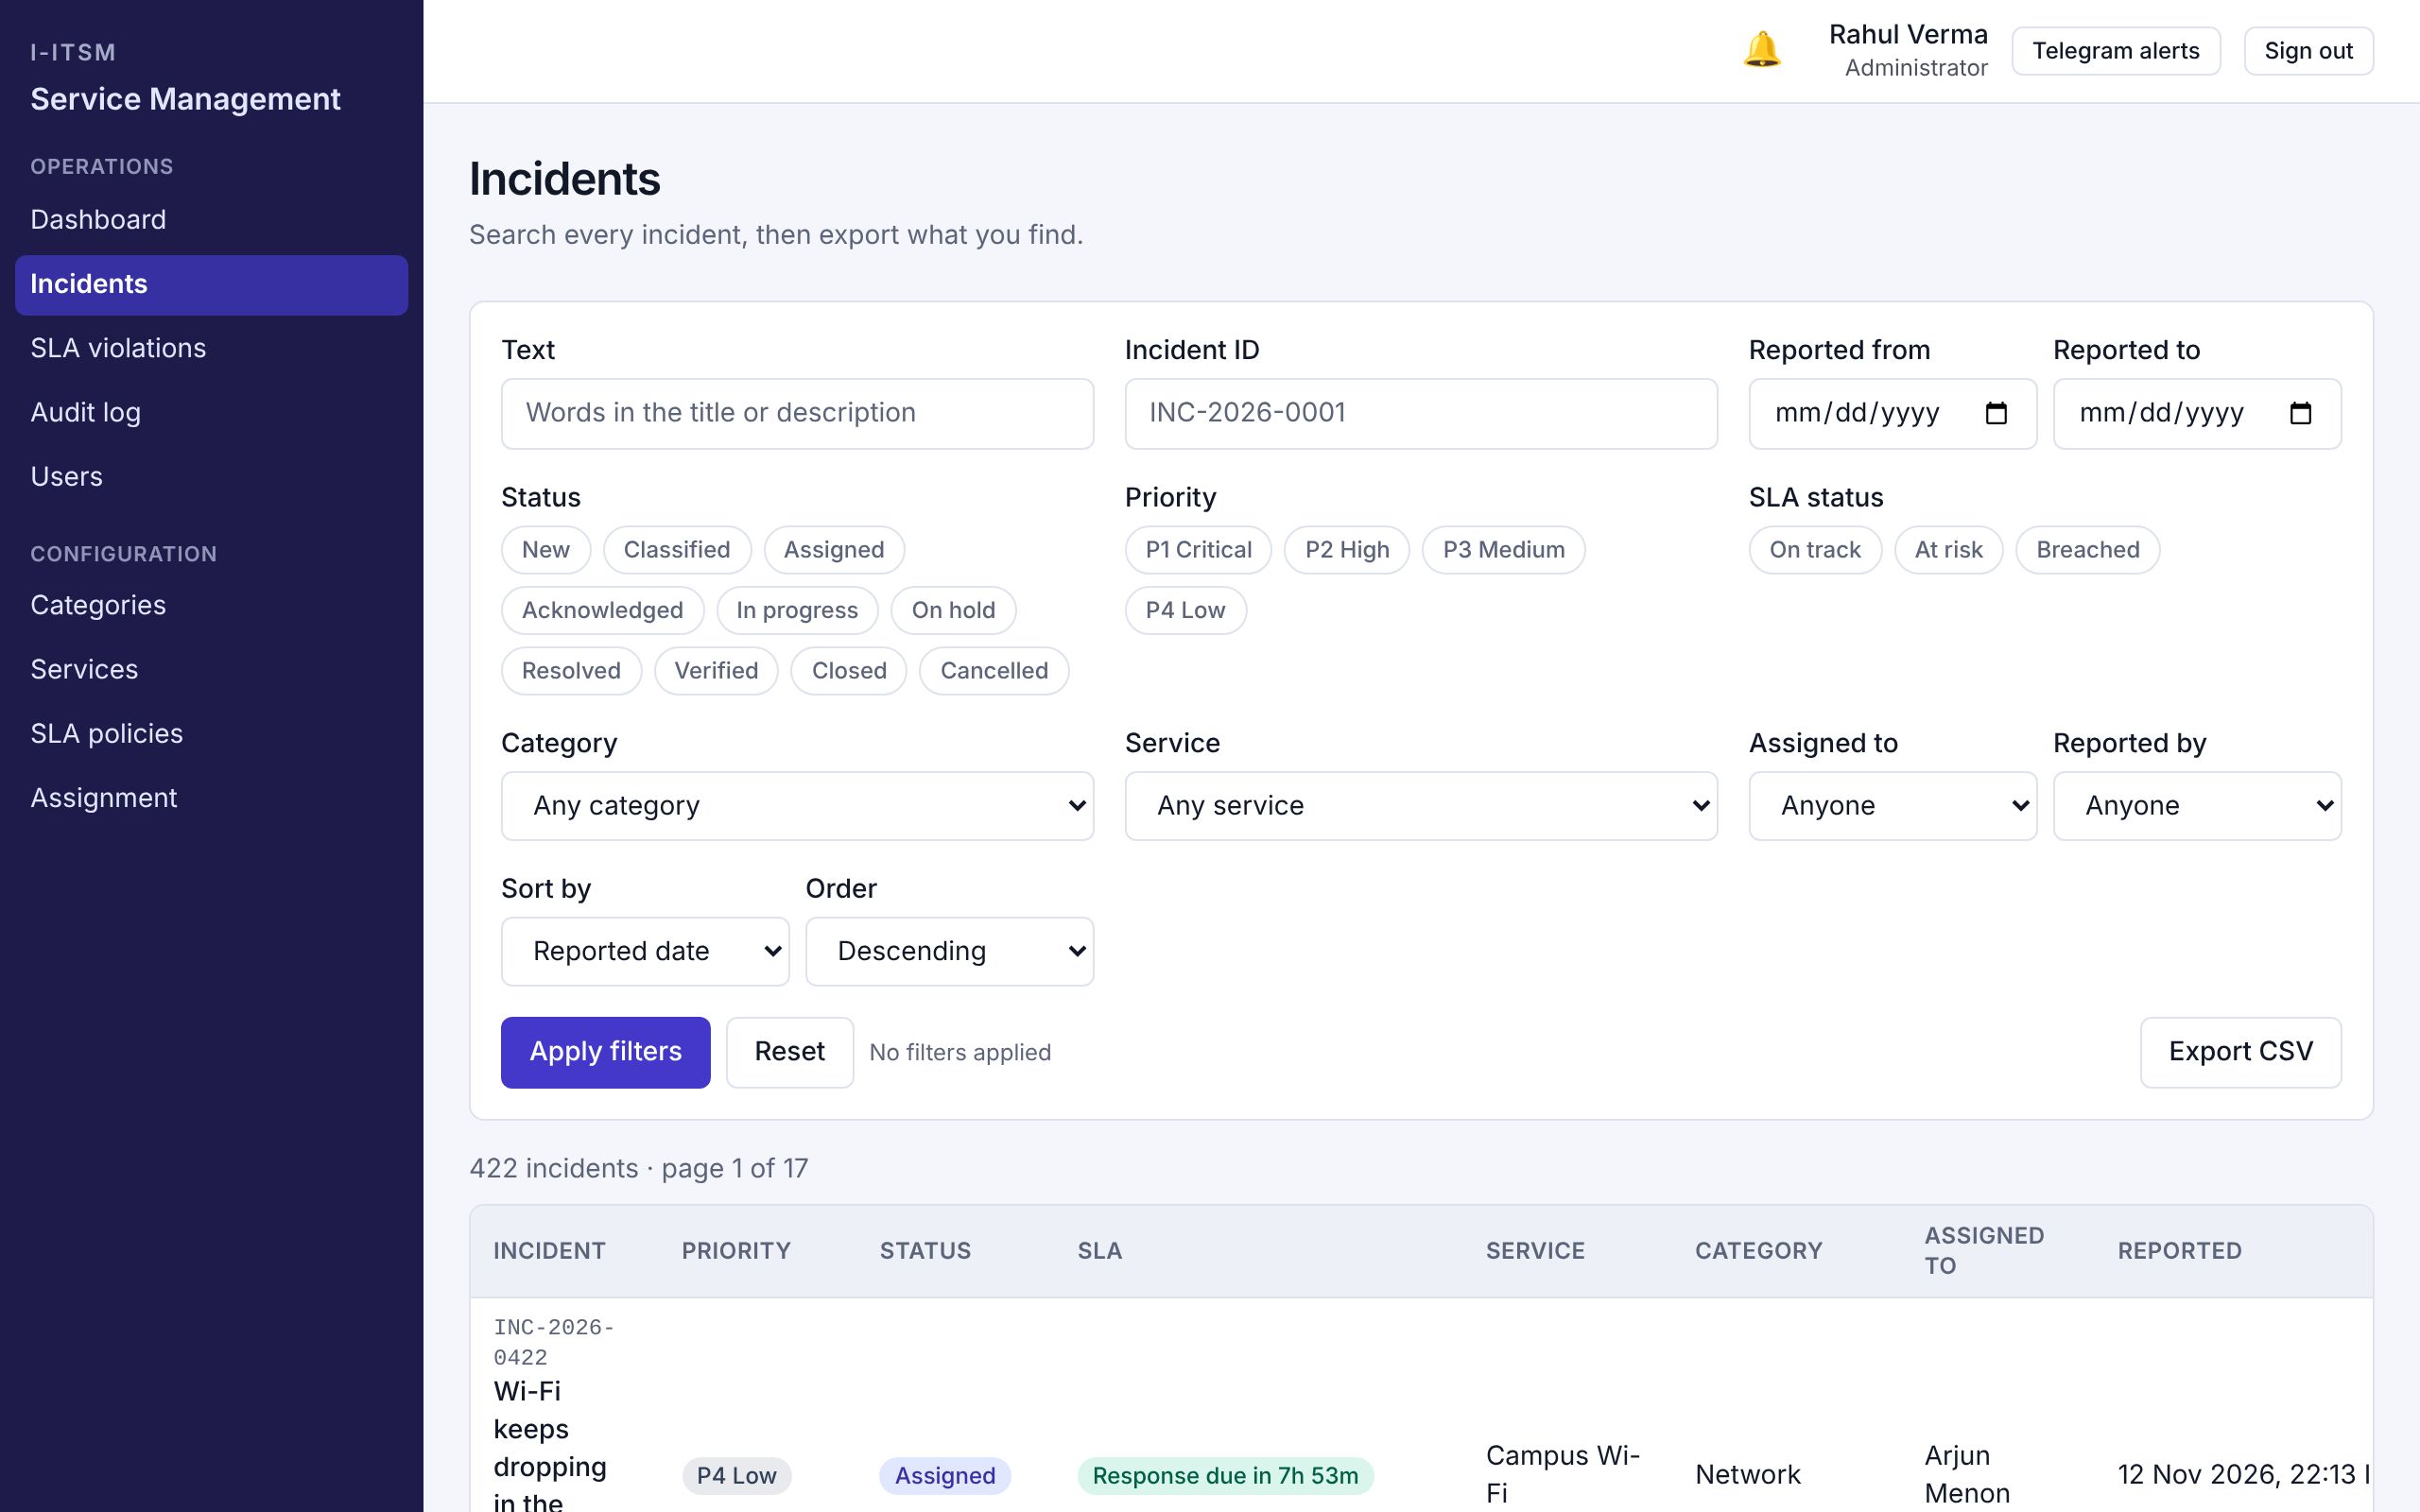 I-ITSM
Service Management
OPERATIONS
Dashboard
Incidents
SLA violations
Audit log
Users
CONFIGURATION
Categories
Services
SLA policies
Assignment
Rahul Verma
Administrator
Telegram alerts
Sign out
Incidents
Search every incident, then export what you find.
Text
Words in the title or description
Incident ID
INC-2026-0001
Reported from
mm/dd/yyyy
Reported to
mm/dd/yyyy
Status
New
Classified
Assigned
Acknowledged
In progress
On hold
Resolved
Verified
Closed
Cancelled
Priority
P1 Critical
P2 High
P3 Medium
P4 Low
SLA status
On track
At risk
Breached
Category
Any category
Service
Any service
Assigned to
Anyone
Reported by
Anyone
Sort by
Reported date
Order
Descending
Apply filters
Reset
No filters applied
Export CSV
422 incidents · page 1 of 17
INCIDENT
PRIORITY
STATUS
SLA
SERVICE
CATEGORY
ASSIGNED
TO
REPORTED
INC-2026-
0422
Wi-Fi
keeps
dropping
in the
P4 Low
Assigned
Response due in 7h 53m
Campus Wi-
Fi
Network
Arjun
Menon
12 Nov 2026, 22:13